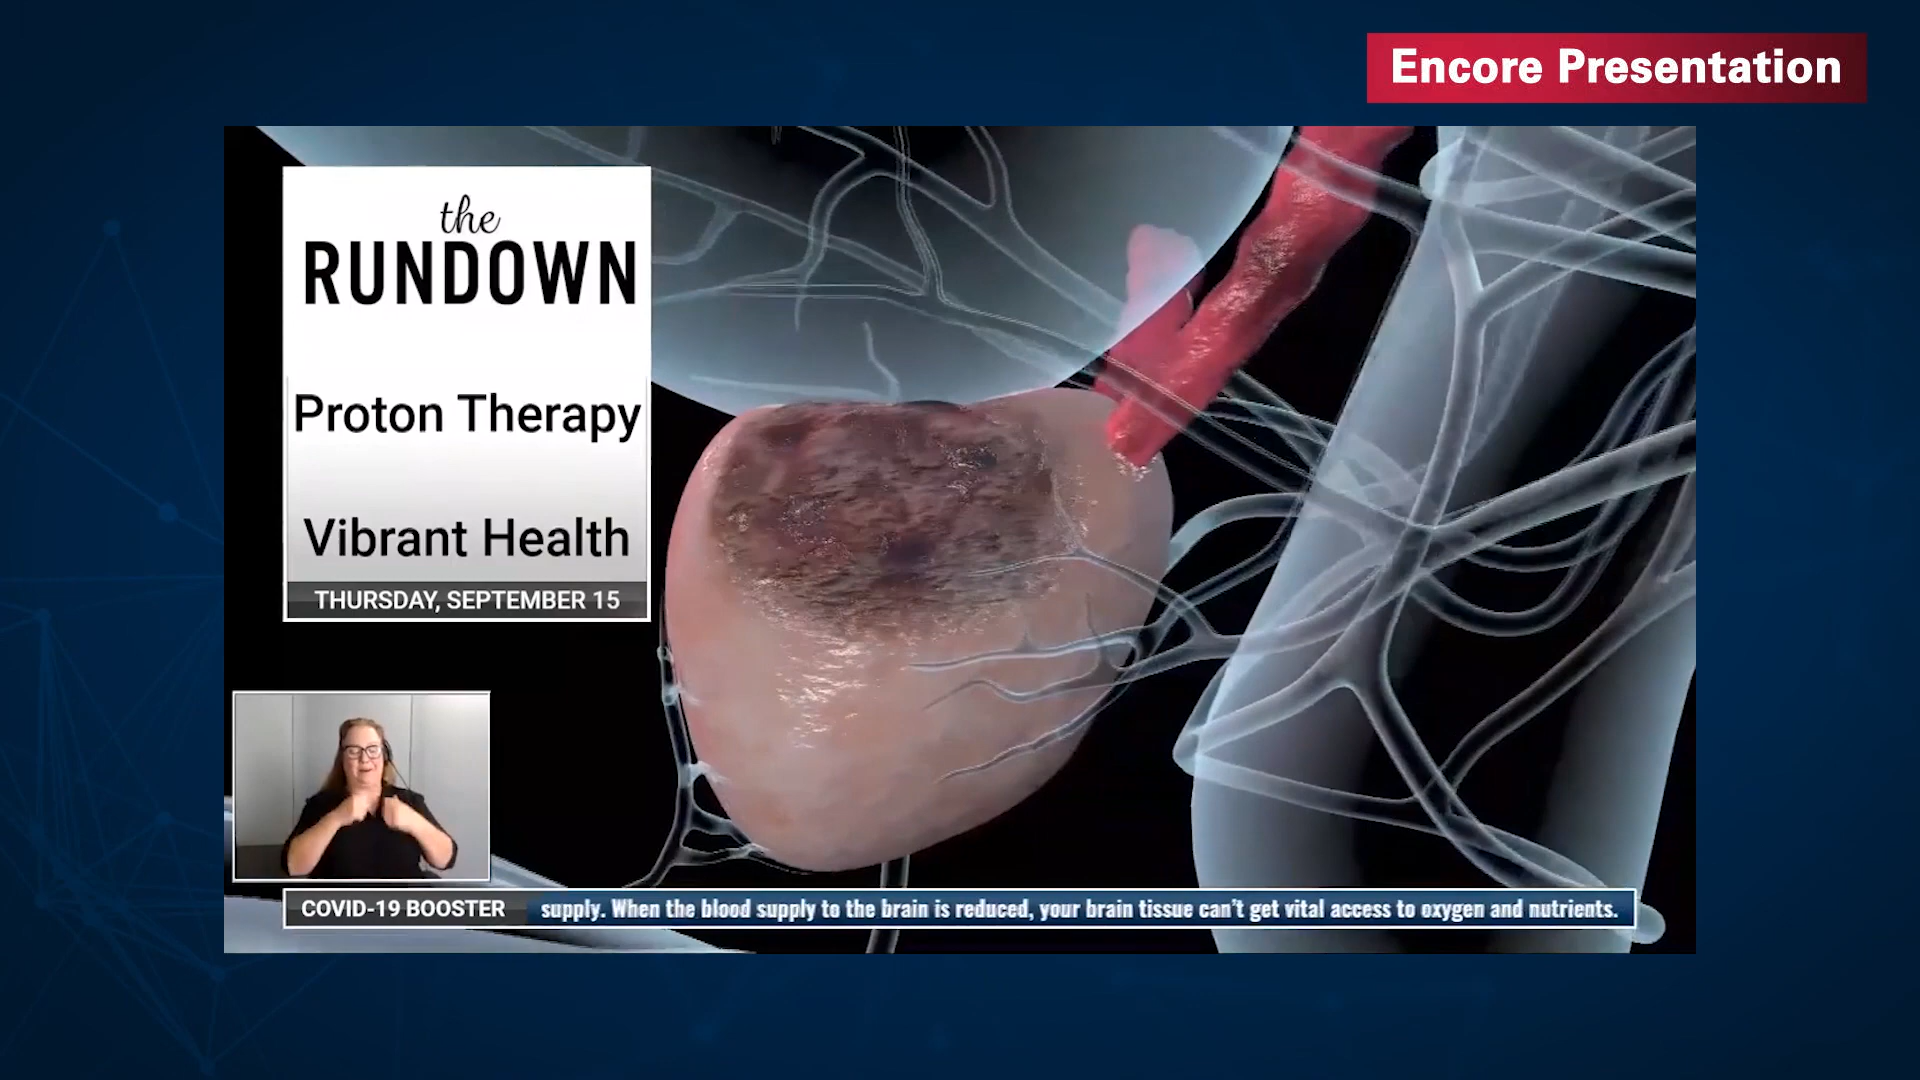 Encore Presentation
the
RUNDOWN
Proton Therapy
Vibrant Health
THURSDAY, SEPTEMBER 15
COVID-19 BOOSTER supply. When the blood supply to the brain is reduced, your brain tissue can't get vital access to oxygen and nutrients.